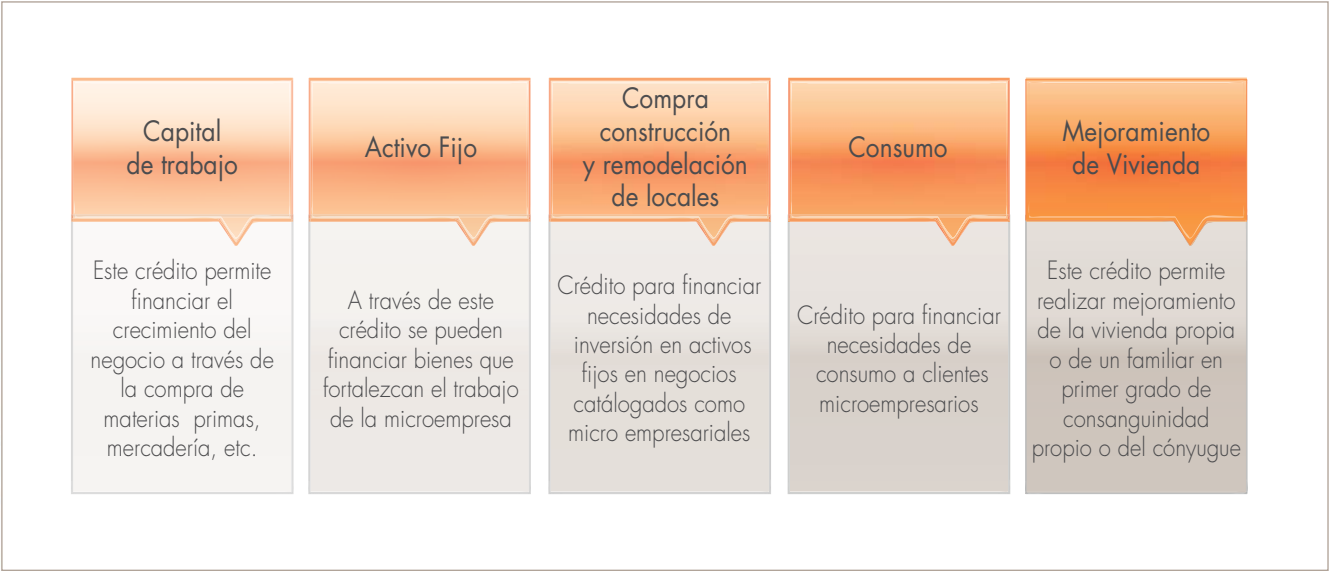 Capital
de trabajo
Este crédito permite
financiar el
crecimiento del
negocio a través de
la compra de
materias primas,
mercadería, etc.
Activo Fijo
A través de este
crédito se pueden
financiar bienes que
fortalezcan el trabajo
de la microempresa
Compra
construcción
y remodelación
de locales
Crédito para financiar
necesidades de
inversión en activos
fijos en negocios
catálogados como
micro empresariales
Consumo
Crédito para financiar
necesidades de
consumo a clientes
microempresarios
Mejoramiento
de Vivienda
Este crédito permite
realizar mejoramiento
de la vivienda propia
o de un familiar en
primer grado de
consanguinidad
propio o del cónyugue